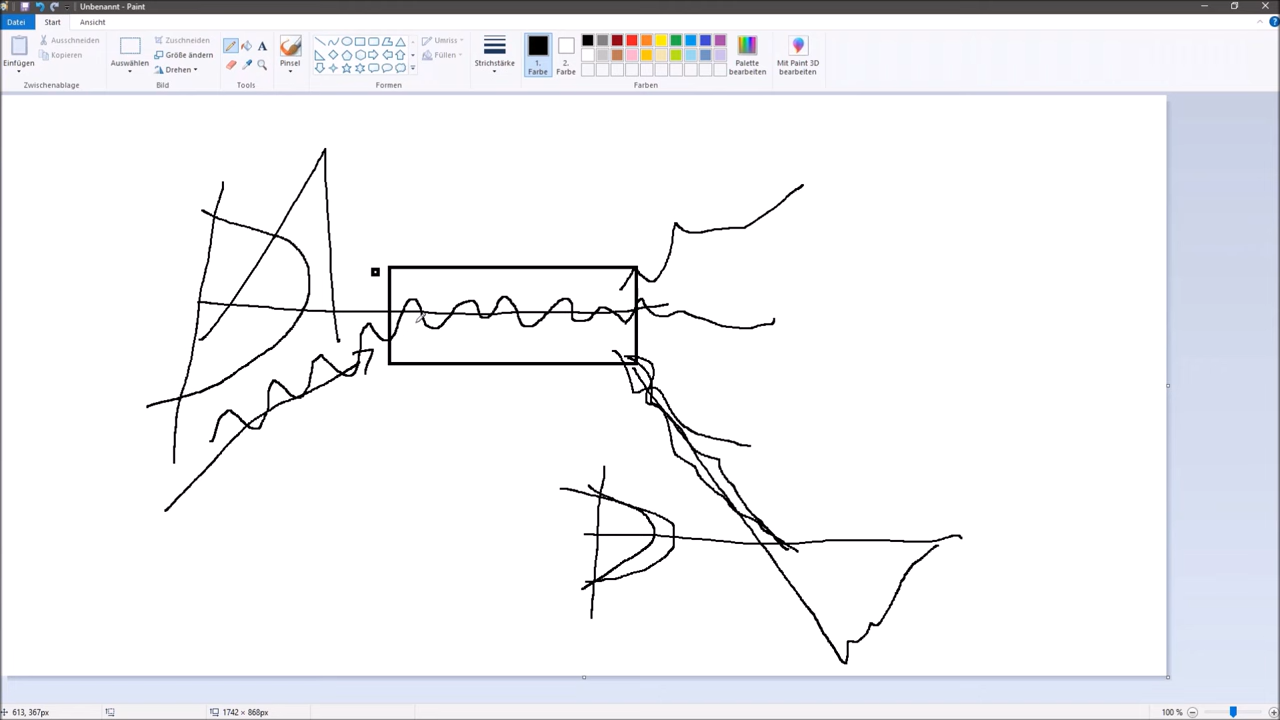 Unbenannt - Paint
Datei Start Ansicht
Einfügen
Ausschneiden
Kopieren
Zwischenablage
Auswählen
Zuschneiden
Größe ändern
Drehen
Bild
A
Tools
Pinsel
Umriss
Füllen
Formen
Strichstärke
1. Farbe
2. Farbe
Palette bearbeiten
Mit Paint 3D bearbeiten
Farben
613, 367px
1742 × 868px
100 %